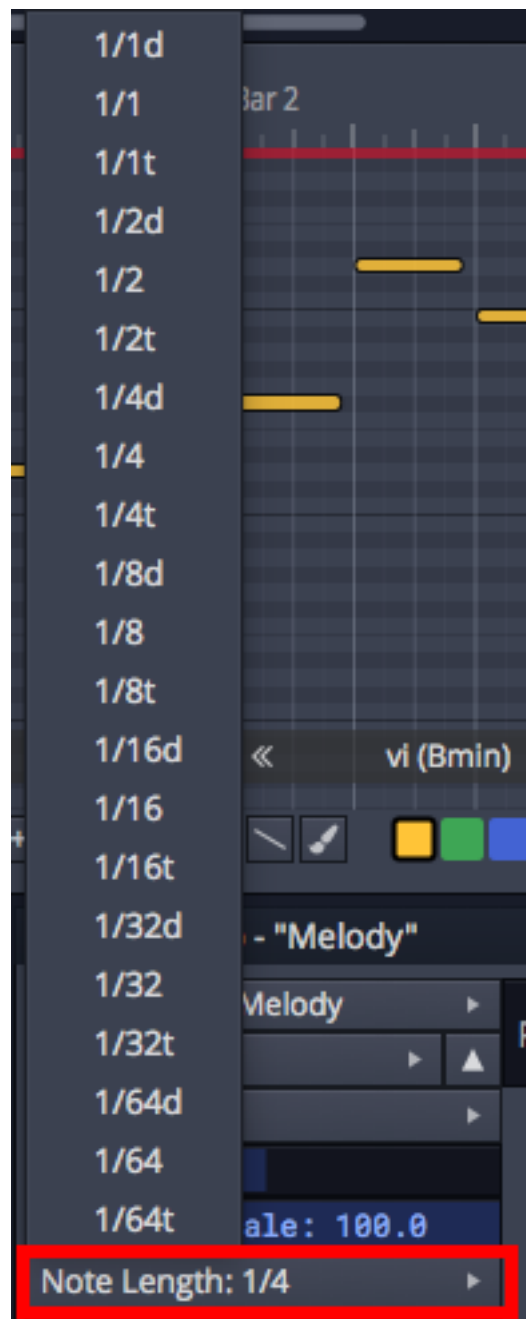 1/1d
1/1
Bar 2
1/1t
1/2d
1/2
1/2t
1/4d
1/4
1/4t
1/8d
1/8
1/8t
1/16d
« vi (Bmin)
1/16
1/16t
1/32d
- "Melody"
1/32
Melody
1/32t
1/64d
1/64
1/64t
ale: 100.0
Note Length: 1/4